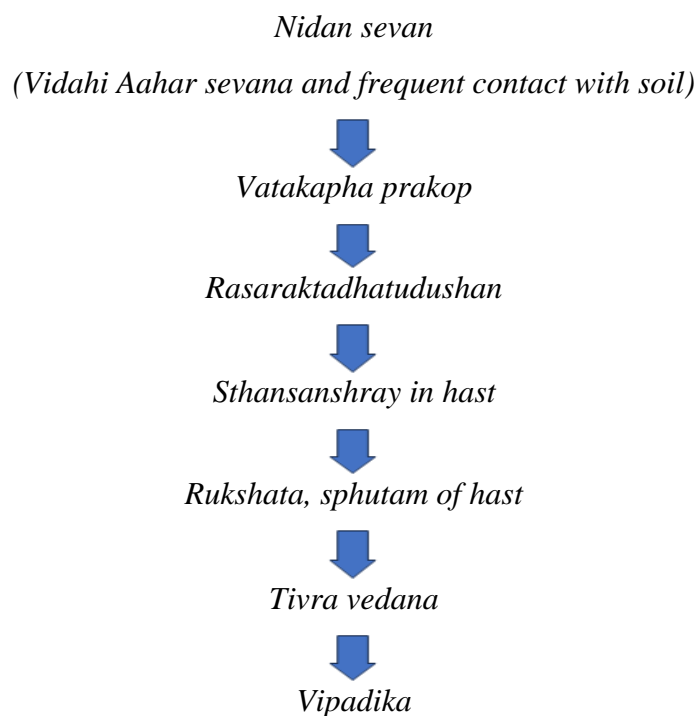 Nidan sevan
(Vidahi Aahar sevana and frequent contact with soil)
Vatakapha prakop
Rasaraktadhatudushan
Sthansanshray in hast
Rukshata, sphutam of hast
Tivra vedana
Vipadika